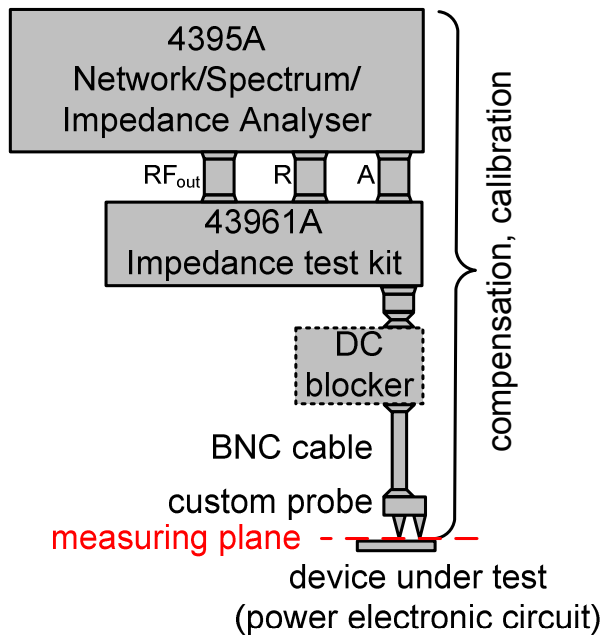 4395A
Network/Spectrum/
Impedance Analyser
RFout
R
A
43961A
Impedance test kit
DC
blocker
BNC cable
custom probe
measuring plane
device under test
(power electronic circuit)
compensation, calibration